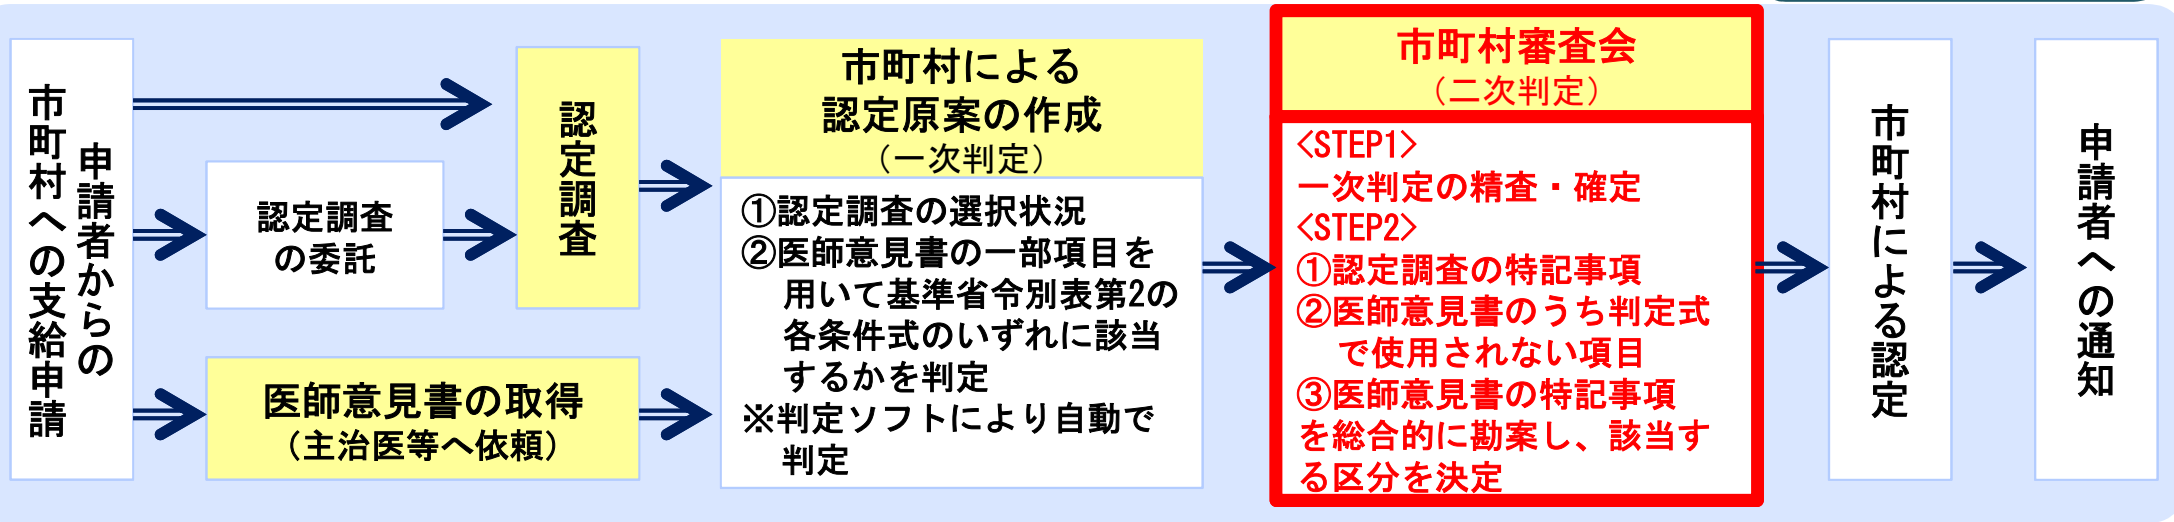 申請者からの
市町村への支給申請
認定調査
の委託
医師意見書の取得
（主治医等へ依頼）
認定調査
市町村による
認定原案の作成
（一次判定）
①認定調査の選択状況
②医師意見書の一部項目を
用いて基準省令別表第2の
各条件式のいずれに該当
するかを判定
※判定ソフトにより自動で
判定
市町村審査会
（二次判定）
<STEP1>
一次判定の精査・確定
<STEP2>
①認定調査の特記事項
②医師意見書のうち判定式
で使用されない項目
③医師意見書の特記事項
を総合的に勘案し、該当す
る区分を決定
市町村による認定
申請者への通知